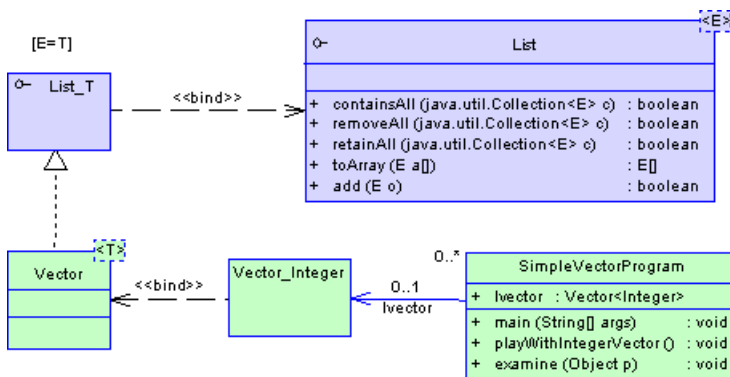 <E>
[E=T]
List
List_T
<<bind>>
+ containsAll (java.util.Collection<E> c) : boolean
+ removeAll (java.util.Collection<E> c) : boolean
+ retainAll (java.util.Collection<E> c) : boolean
+ toArray (E a[]) : E[]
+ add (E o) : boolean
<T>
Vector
<<bind>>
Vector_Integer
0..*
0..1
lvector
SimpleVectorProgram
+ lvector : Vector<Integer>
+ main (String[] args) : void
+ playWithIntegerVector () : void
+ examine (Object p) : void